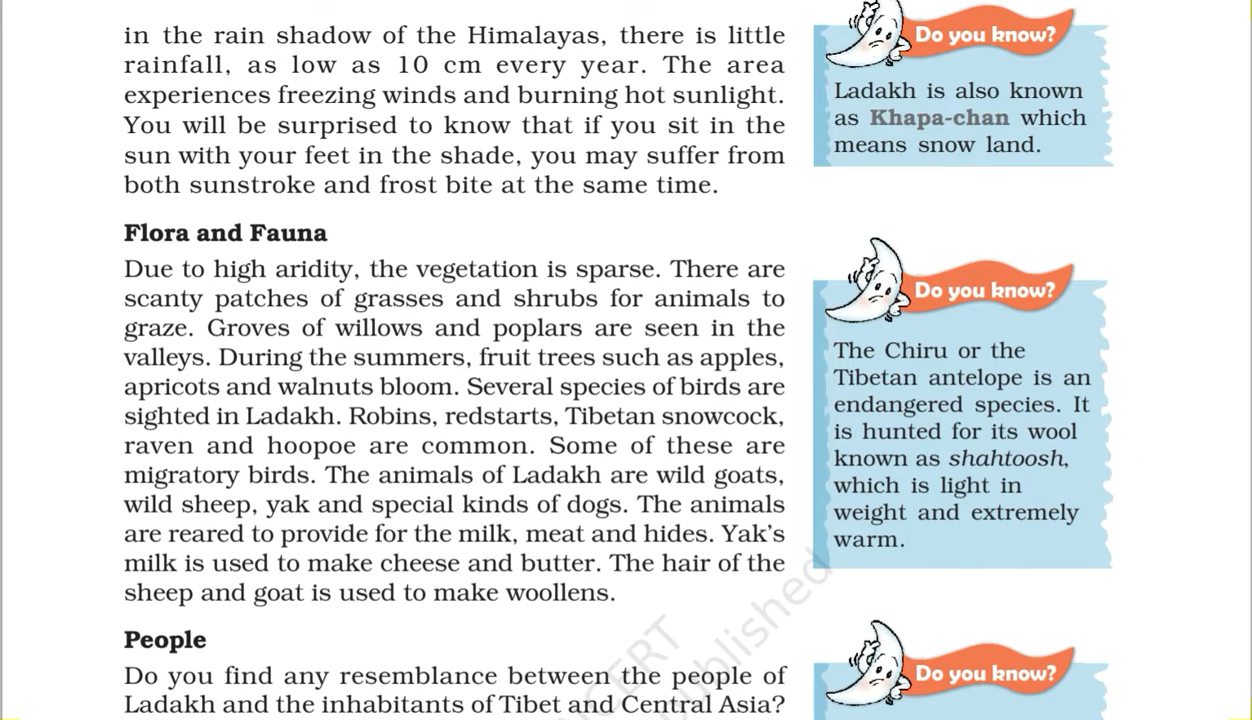 in the rain shadow of the Himalayas, there is little
rainfall, as low as 10 cm every year. The area
experiences freezing winds and burning hot sunlight.
You will be surprised to know that if you sit in the
sun with your feet in the shade, you may suffer from
both sunstroke and frost bite at the same time.
Flora and Fauna
Due to high aridity, the vegetation is sparse. There are
scanty patches of grasses and shrubs for animals to
graze. Groves of willows and poplars are seen in the
valleys. During the summers, fruit trees such as apples,
apricots and walnuts bloom. Several species of birds are
sighted in Ladakh. Robins, redstarts, Tibetan snowcock,
raven and hoopoe are common. Some of these are
migratory birds. The animals of Ladakh are wild goats,
wild sheep, yak and special kinds of dogs. The animals
are reared to provide for the milk, meat and hides. Yak's
milk is used to make cheese and butter. The hair of the
sheep and goat is used to make woollens.
People
Do you find any resemblance between the people of
Ladakh and the inhabitants of Tibet and Central Asia?
Do you know?
Ladakh is also known
as Khapa-chan which
means snow land.
Do you know?
The Chiru or the
Tibetan antelope is an
endangered species. It
is hunted for its wool
known as shahtoosh,
which is light in
weight and extremely
warm.
Do you know?